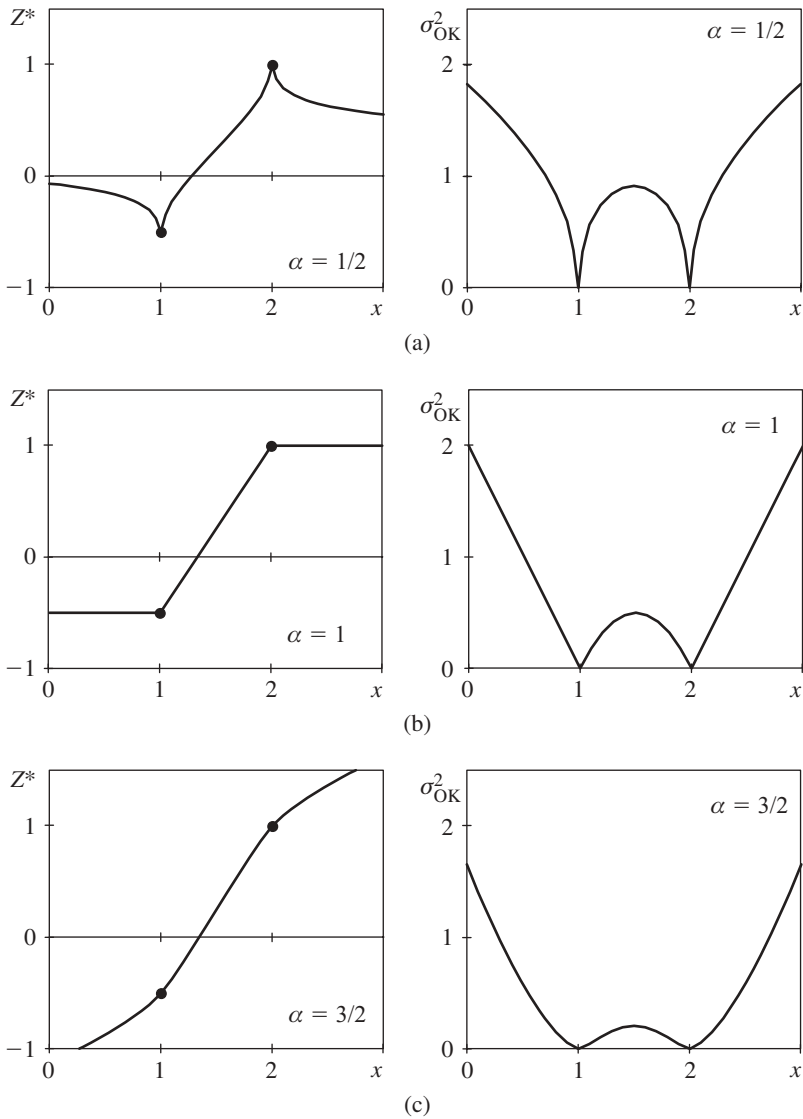 Z* σ²OK α = 1/2
1 2
0 1
−1 α = 1/2 0
0 1 2 x 0 1 2 x
(a)
Z* σ²OK α = 1
1 2
0 1
−1 α = 1 0
0 1 2 x 0 1 2 x
(b)
Z* σ²OK α = 3/2
1 2
0 1
−1 α = 3/2 0
0 1 2 x 0 1 2 x
(c)